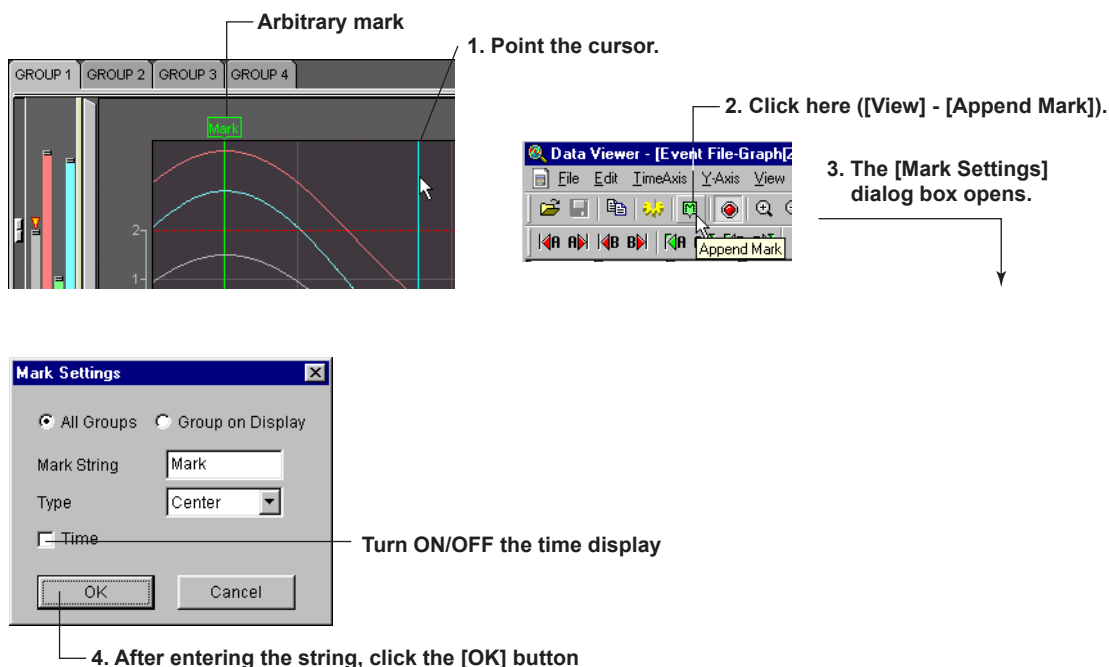 Arbitrary mark
1. Point the cursor.
GROUP 1 GROUP 2 GROUP 3 GROUP 4
Mark
2
1
2. Click here ([View] - [Append Mark]).
Data Viewer - [Event File-Graph[2
File Edit TimeAxis Y-Axis View
Append Mark
3. The [Mark Settings]
dialog box opens.
Mark Settings
All Groups Group on Display
Mark String Mark
Type Center
Time
Turn ON/OFF the time display
OK Cancel
4. After entering the string, click the [OK] button